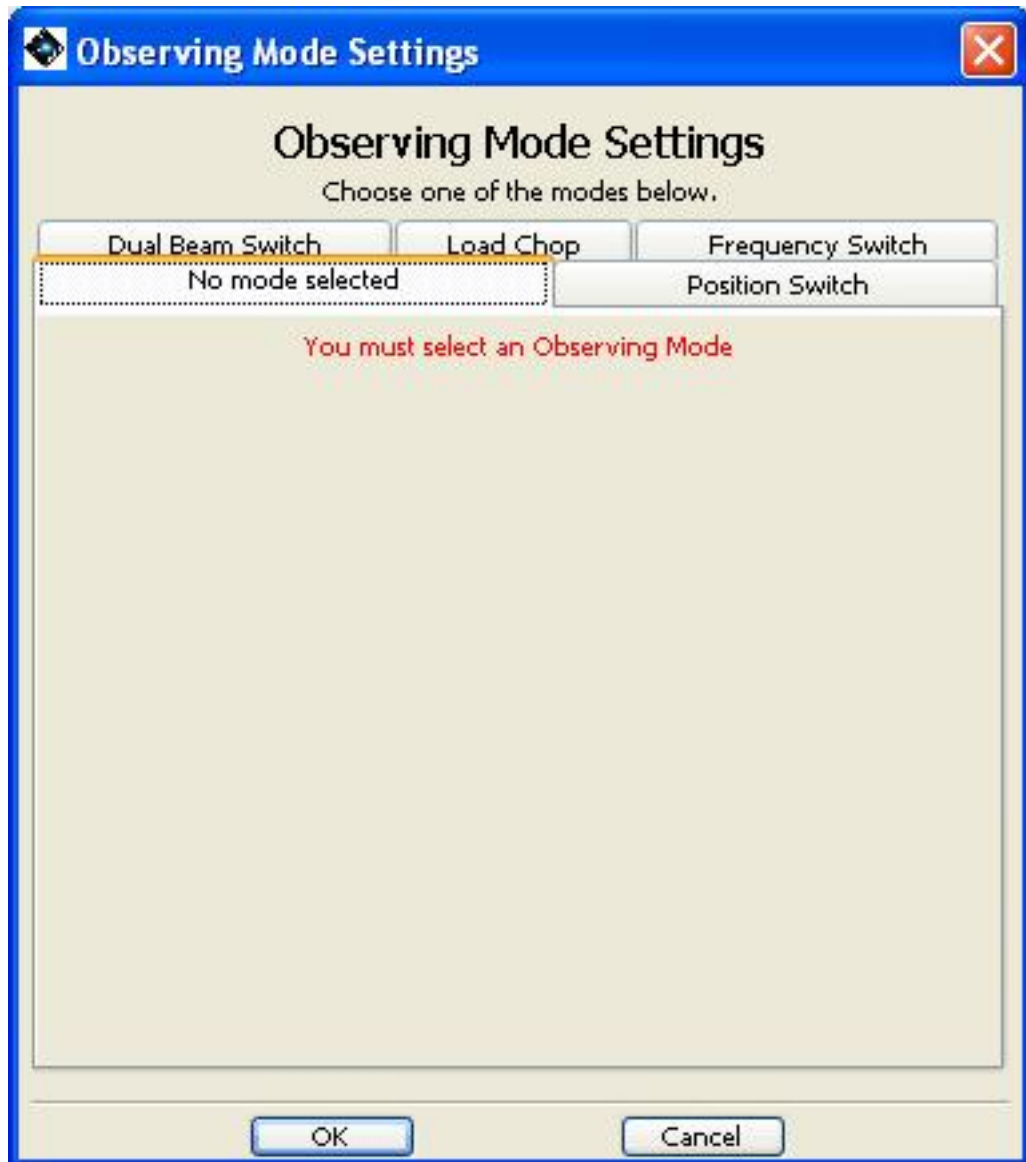 Observing Mode Settings
Observing Mode Settings
Choose one of the modes below.
Dual Beam Switch Load Chop Frequency Switch
No mode selected Position Switch
You must select an Observing Mode
OK Cancel